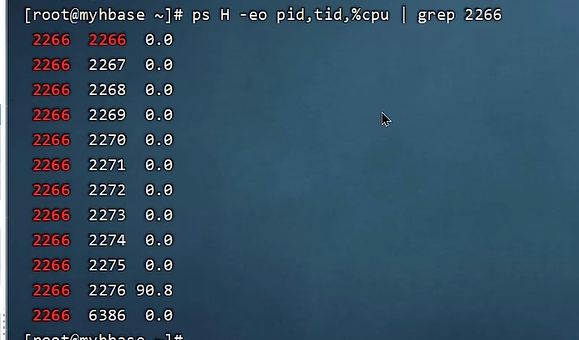 [root@myhbase ~]# ps H -eo pid,tid,%cpu | grep 2266
2266 2266 0.0
2266 2267 0.0
2266 2268 0.0
2266 2269 0.0
2266 2270 0.0
2266 2271 0.0
2266 2272 0.0
2266 2273 0.0
2266 2274 0.0
2266 2275 0.0
2266 2276 90.8
2266 6386 0.0
[root@myhbase ~]#